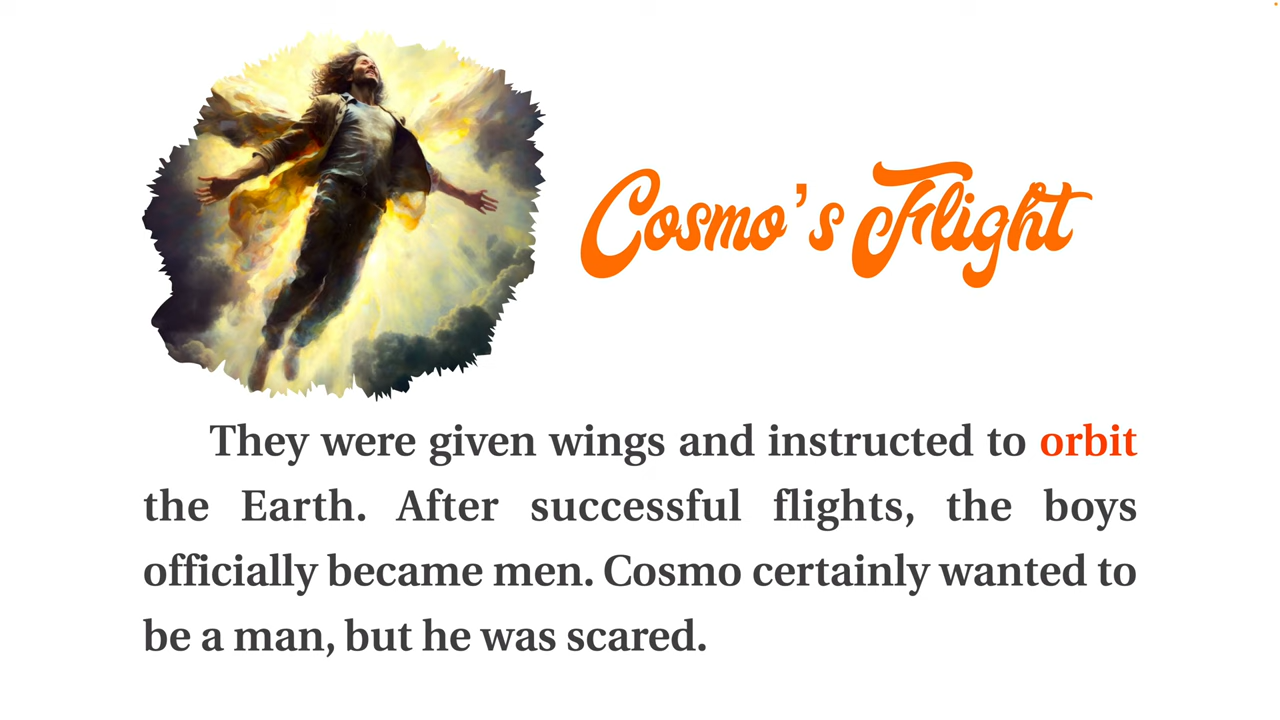 Cosmo's Flight
They were given wings and instructed to orbit
the Earth. After successful flights, the boys
officially became men. Cosmo certainly wanted to
be a man, but he was scared.